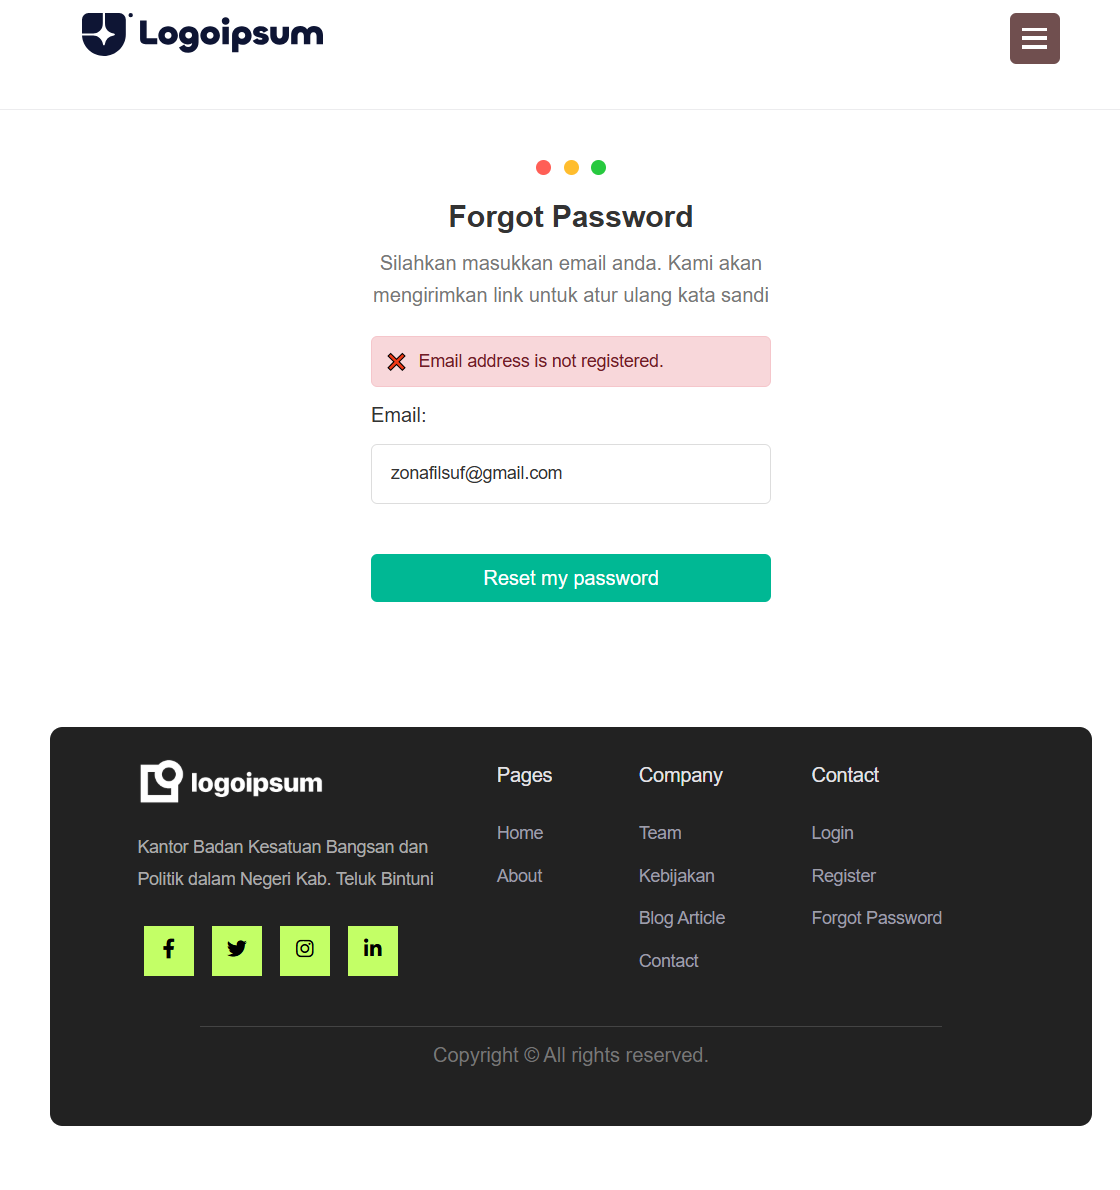 Logoipsum
Forgot Password
Silahkan masukkan email anda. Kami akan
mengirimkan link untuk atur ulang kata sandi
Email address is not registered.
Email:
zonafilsuf@gmail.com
Reset my password
logoipsum
Kantor Badan Kesatuan Bangsan dan
Politik dalam Negeri Kab. Teluk Bintuni
Pages
Home
About
Company
Team
Kebijakan
Blog Article
Contact
Contact
Login
Register
Forgot Password
Copyright © All rights reserved.